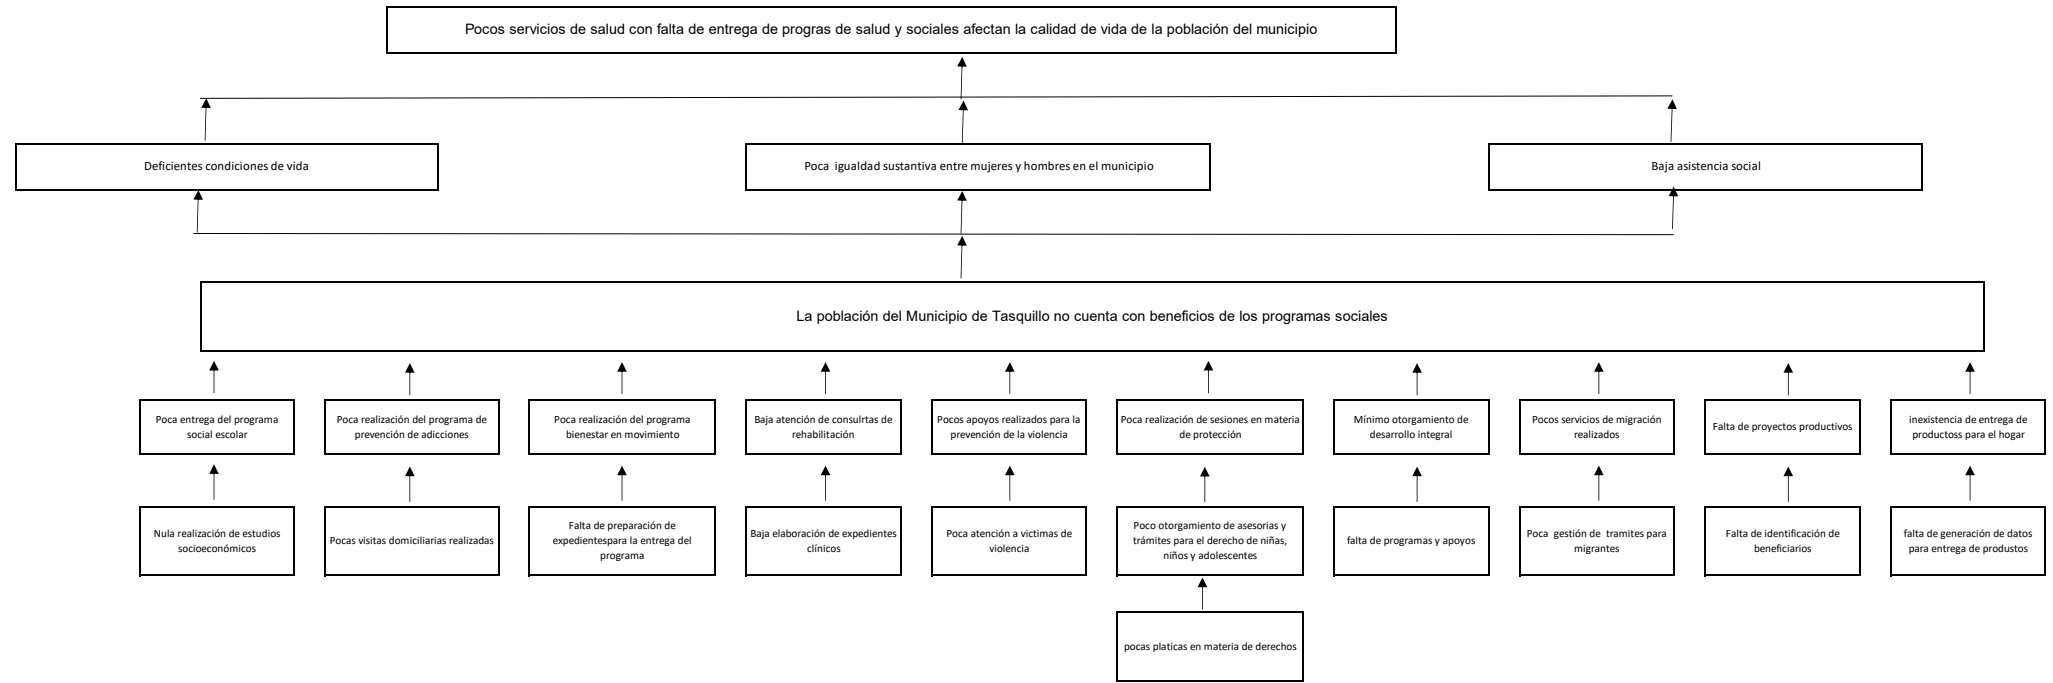 Pocos servicios de salud con falta de entrega de progras de salud y sociales afectan la calidad de vida de la población del municipio
Deficientes condiciones de vida
Poca igualdad sustantiva entre mujeres y hombres en el municipio
Baja asistencia social
La población del Municipio de Tasquillo no cuenta con beneficios de los programas sociales
Poca entrega del programa
social escolar
Poca realización del programa de
prevención de adicciones
Poca realización del programa
bienestar en movimiento
Baja atención de consulrtas de
rehabilitación
Pocos apoyos realizados para la
prevención de la violencia
Poca realización de sesiones en materia
de protección
Mínimo otorgamiento de
desarrollo integral
Pocos servicios de migración
realizados
Falta de proyectos productivos
inexistencia de entrega de
productoss para el hogar
Nula realización de estudios
socioeconómicos
Pocas visitas domiciliarias realizadas
Falta de preparación de
expedientespara la entrega del
programa
Baja elaboración de expedientes
clínicos
Poca atención a victimas de
violencia
Poco otorgamiento de asesorias y
trámites para el derecho de niñas,
niños y adolescentes
falta de programas y apoyos
Poca gestión de tramites para
migrantes
Falta de identificación de
beneficiarios
falta de generación de datos
para entrega de produstos
pocas platicas en materia de derechos